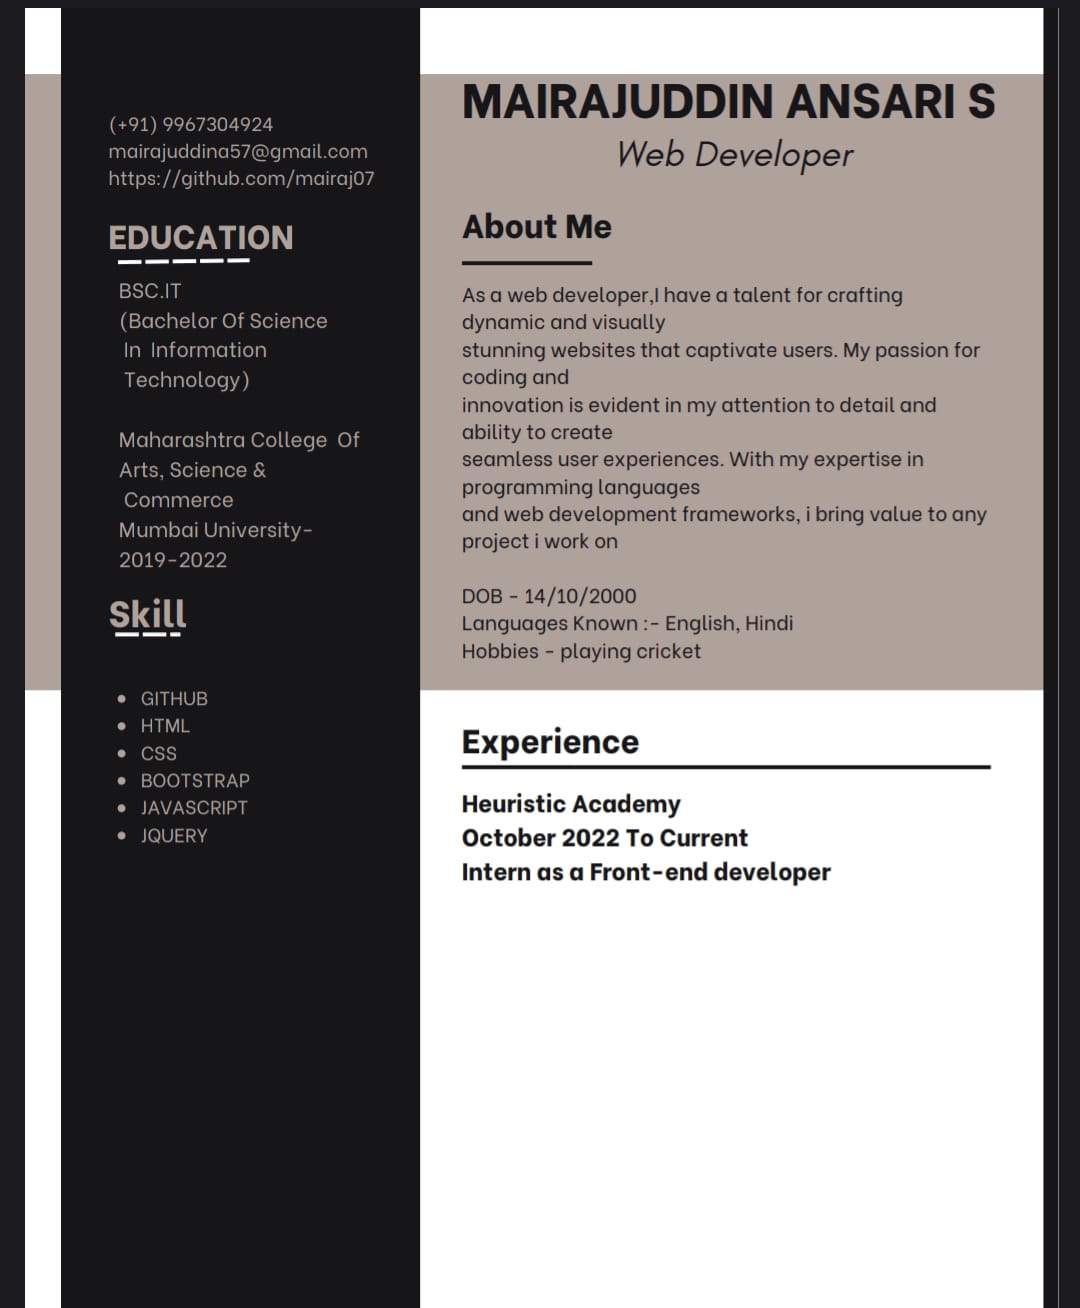 (+91) 9967304924
mairajuddina57@gmail.com
https://github.com/mairaj07
EDUCATION
BSC.IT
(Bachelor Of Science
In Information
Technology)
Maharashtra College Of
Arts, Science &
Commerce
Mumbai University-
2019-2022
Skill
• GITHUB
• HTML
• CSS
• BOOTSTRAP
• JAVASCRIPT
• JQUERY
MAIRAJUDDIN ANSARI S
Web Developer
About Me
As a web developer,I have a talent for crafting
dynamic and visually
stunning websites that captivate users. My passion for
coding and
innovation is evident in my attention to detail and
ability to create
seamless user experiences. With my expertise in
programming languages
and web development frameworks, i bring value to any
project i work on
DOB - 14/10/2000
Languages Known :- English, Hindi
Hobbies - playing cricket
Experience
Heuristic Academy
October 2022 To Current
Intern as a Front-end developer